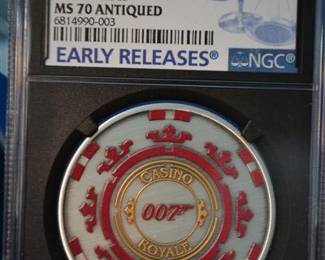 MS 70 ANTIQUED
6814990-003
EARLY RELEASES®
NGC®
CASINO
007
ROYALE